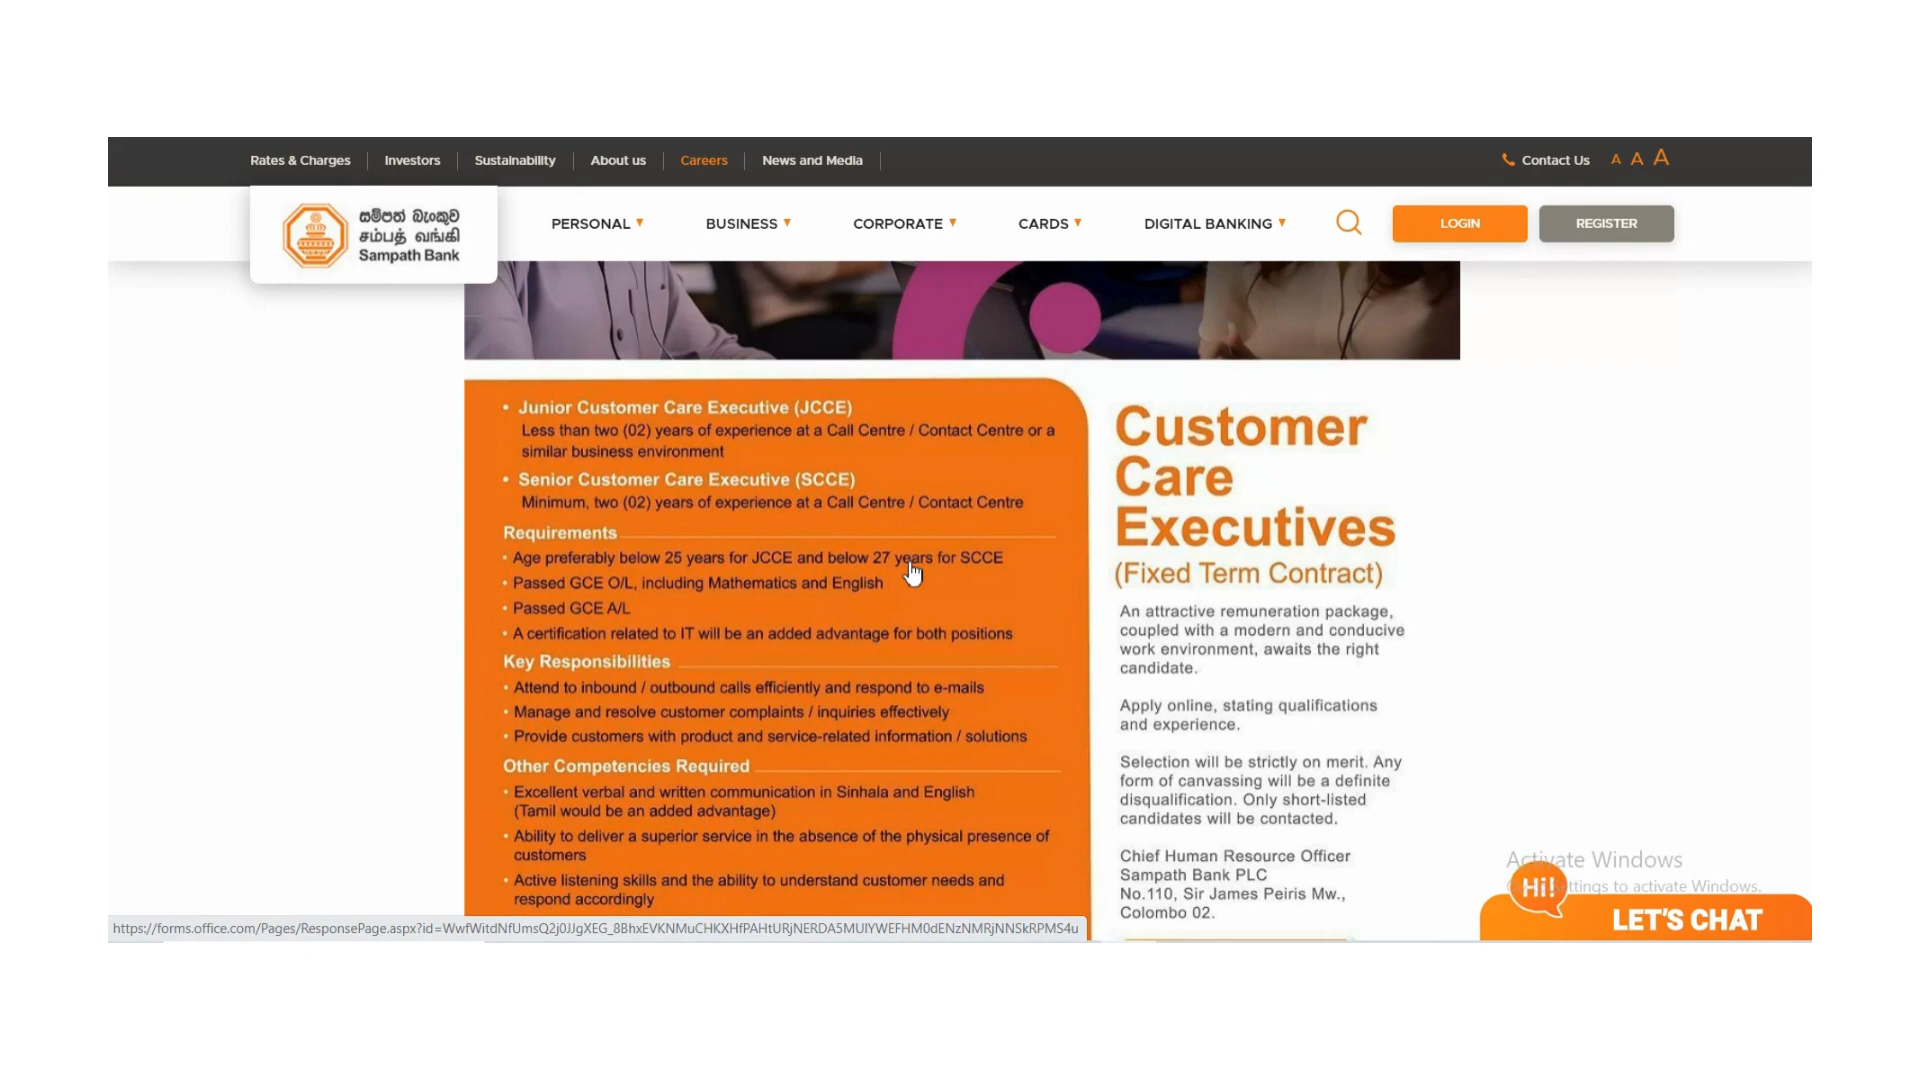 Rates & Charges
Investors
Sustainability
About us
Careers
News and Media
Contact Us
A A A
සම්පත් බැංකුව
சம்பத் வங்கி
Sampath Bank
PERSONAL
BUSINESS
CORPORATE
CARDS
DIGITAL BANKING
LOGIN
REGISTER
• Junior Customer Care Executive (JCCE)
Less than two (02) years of experience at a Call Centre / Contact Centre or a
similar business environment
• Senior Customer Care Executive (SCCE)
Minimum, two (02) years of experience at a Call Centre / Contact Centre
Requirements
• Age preferably below 25 years for JCCE and below 27 years for SCCE
• Passed GCE O/L, including Mathematics and English
• Passed GCE A/L
• A certification related to IT will be an added advantage for both positions
Key Responsibilities
• Attend to inbound / outbound calls efficiently and respond to e-mails
• Manage and resolve customer complaints / inquiries effectively
• Provide customers with product and service-related information / solutions
Other Competencies Required
• Excellent verbal and written communication in Sinhala and English
(Tamil would be an added advantage)
• Ability to deliver a superior service in the absence of the physical presence of
customers
• Active listening skills and the ability to understand customer needs and
respond accordingly
Customer
Care
Executives
(Fixed Term Contract)
An attractive remuneration package,
coupled with a modern and conducive
work environment, awaits the right
candidate.
Apply online, stating qualifications
and experience.
Selection will be strictly on merit. Any
form of canvassing will be a definite
disqualification. Only short-listed
candidates will be contacted.
Chief Human Resource Officer
Sampath Bank PLC
No.110, Sir James Peiris Mw.,
Colombo 02.
Activate Windows
to activate Windows.
Hi!
LET'S CHAT